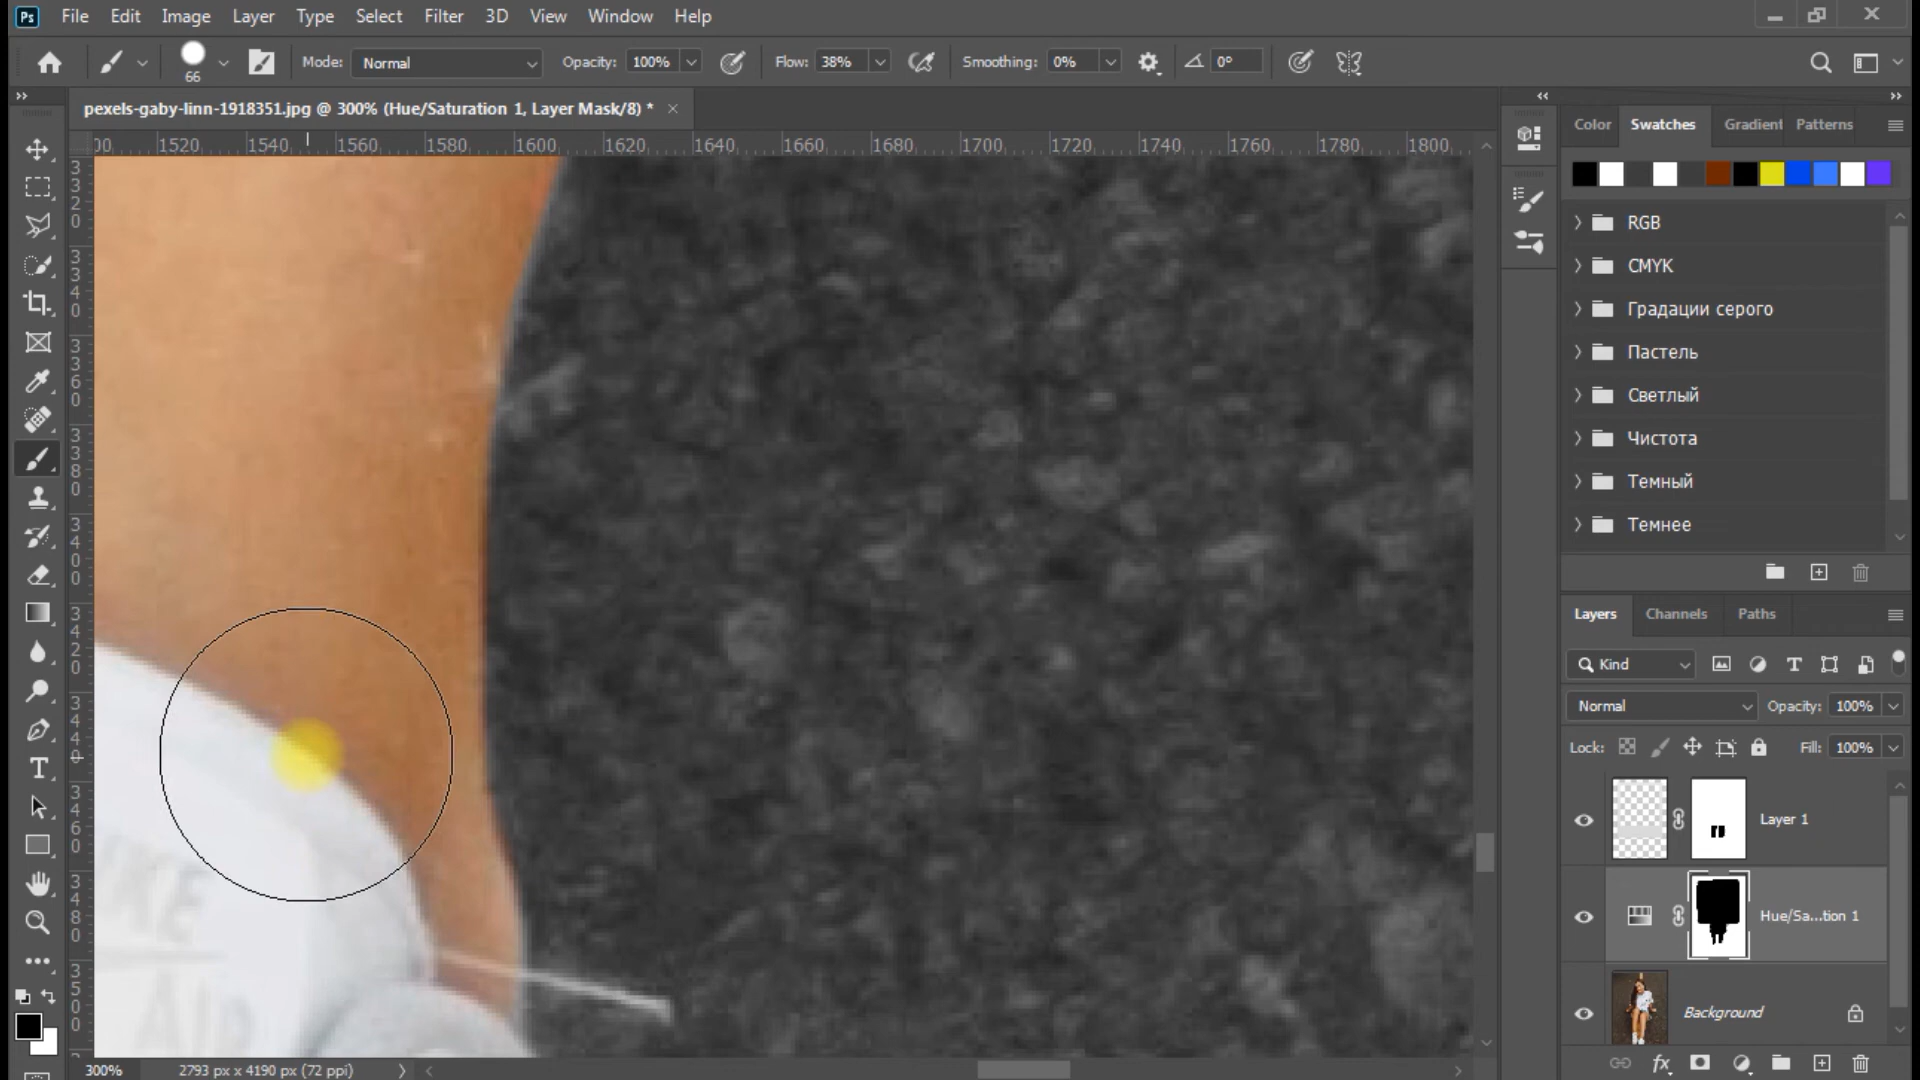 Ps File Edit Image Layer Type Select Filter 3D View Window Help
66 Mode: Normal Opacity: 100% Flow: 38% Smoothing: 0% 0°
pexels-gaby-linn-1918351.jpg @ 300% (Hue/Saturation 1, Layer Mask/8) *
1520 1540 1560 1580 1600 1620 1640 1660 1680 1700 1720 1740 1760 1780 1800
Color Swatches Gradient Patterns
RGB
CMYK
Градации серого
Пастель
Светлый
Чистота
Темный
Темнее
Layers Channels Paths
Kind
Normal Opacity: 100%
Lock: Fill: 100%
Layer 1
Hue/Sa...tion 1
Background
AIR
300% 2793 px x 4190 px (72 ppi)